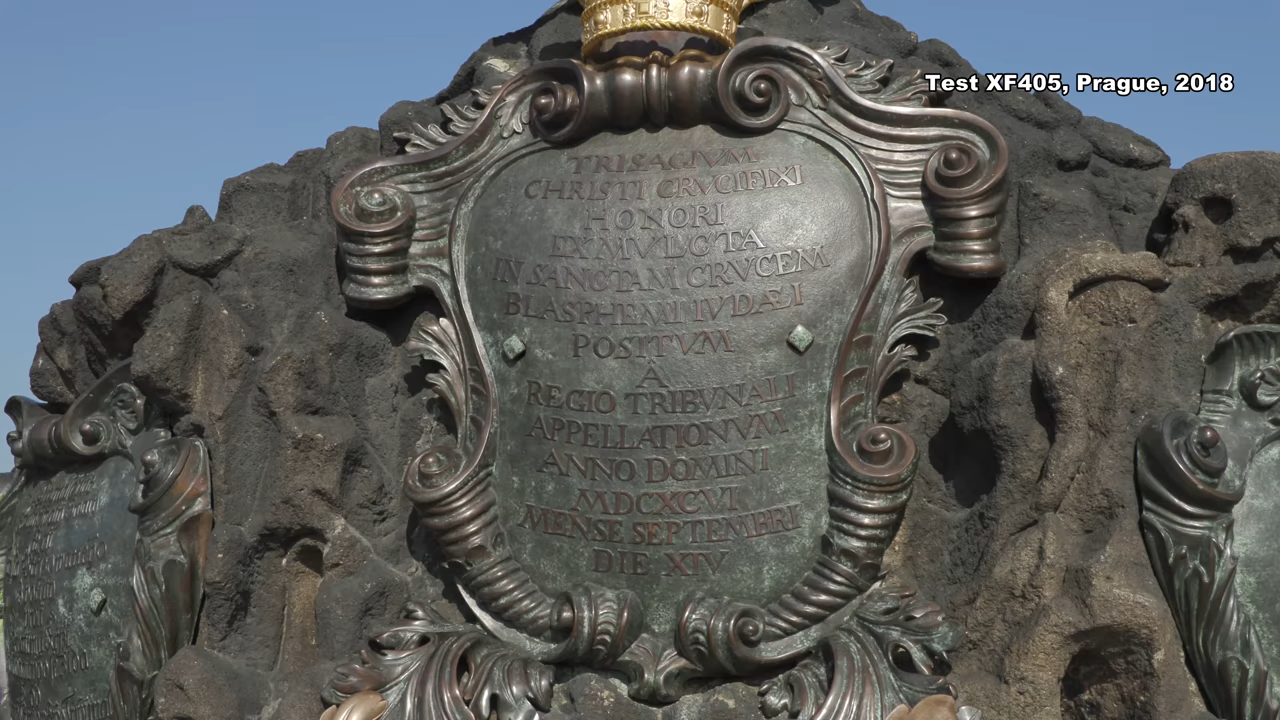 Test XF405, Prague, 2018
TRISAGIVM
CHRISTI CRVCIFIXI
HONORI
EX MVLCTA
IN SANCTAM CRVCEM
BLASPHEMI IVDÆI
POSITVM
A
REGIO TRIBVNALI
APPELLATIONVM
ANNO DOMINI
MDCXCVI
MENSE SEPTEMBRI
DIE XIV